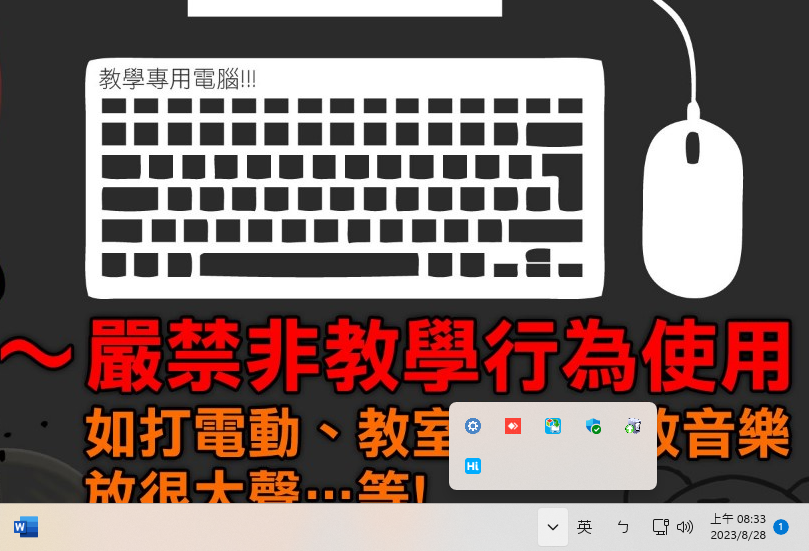 教學專用電腦!!!
～嚴禁非教學行為使用
如打電動、教室
放音樂
放很大聲…等!
Hi
W
英
ㄅ
上午 08:33
2023/8/28
1